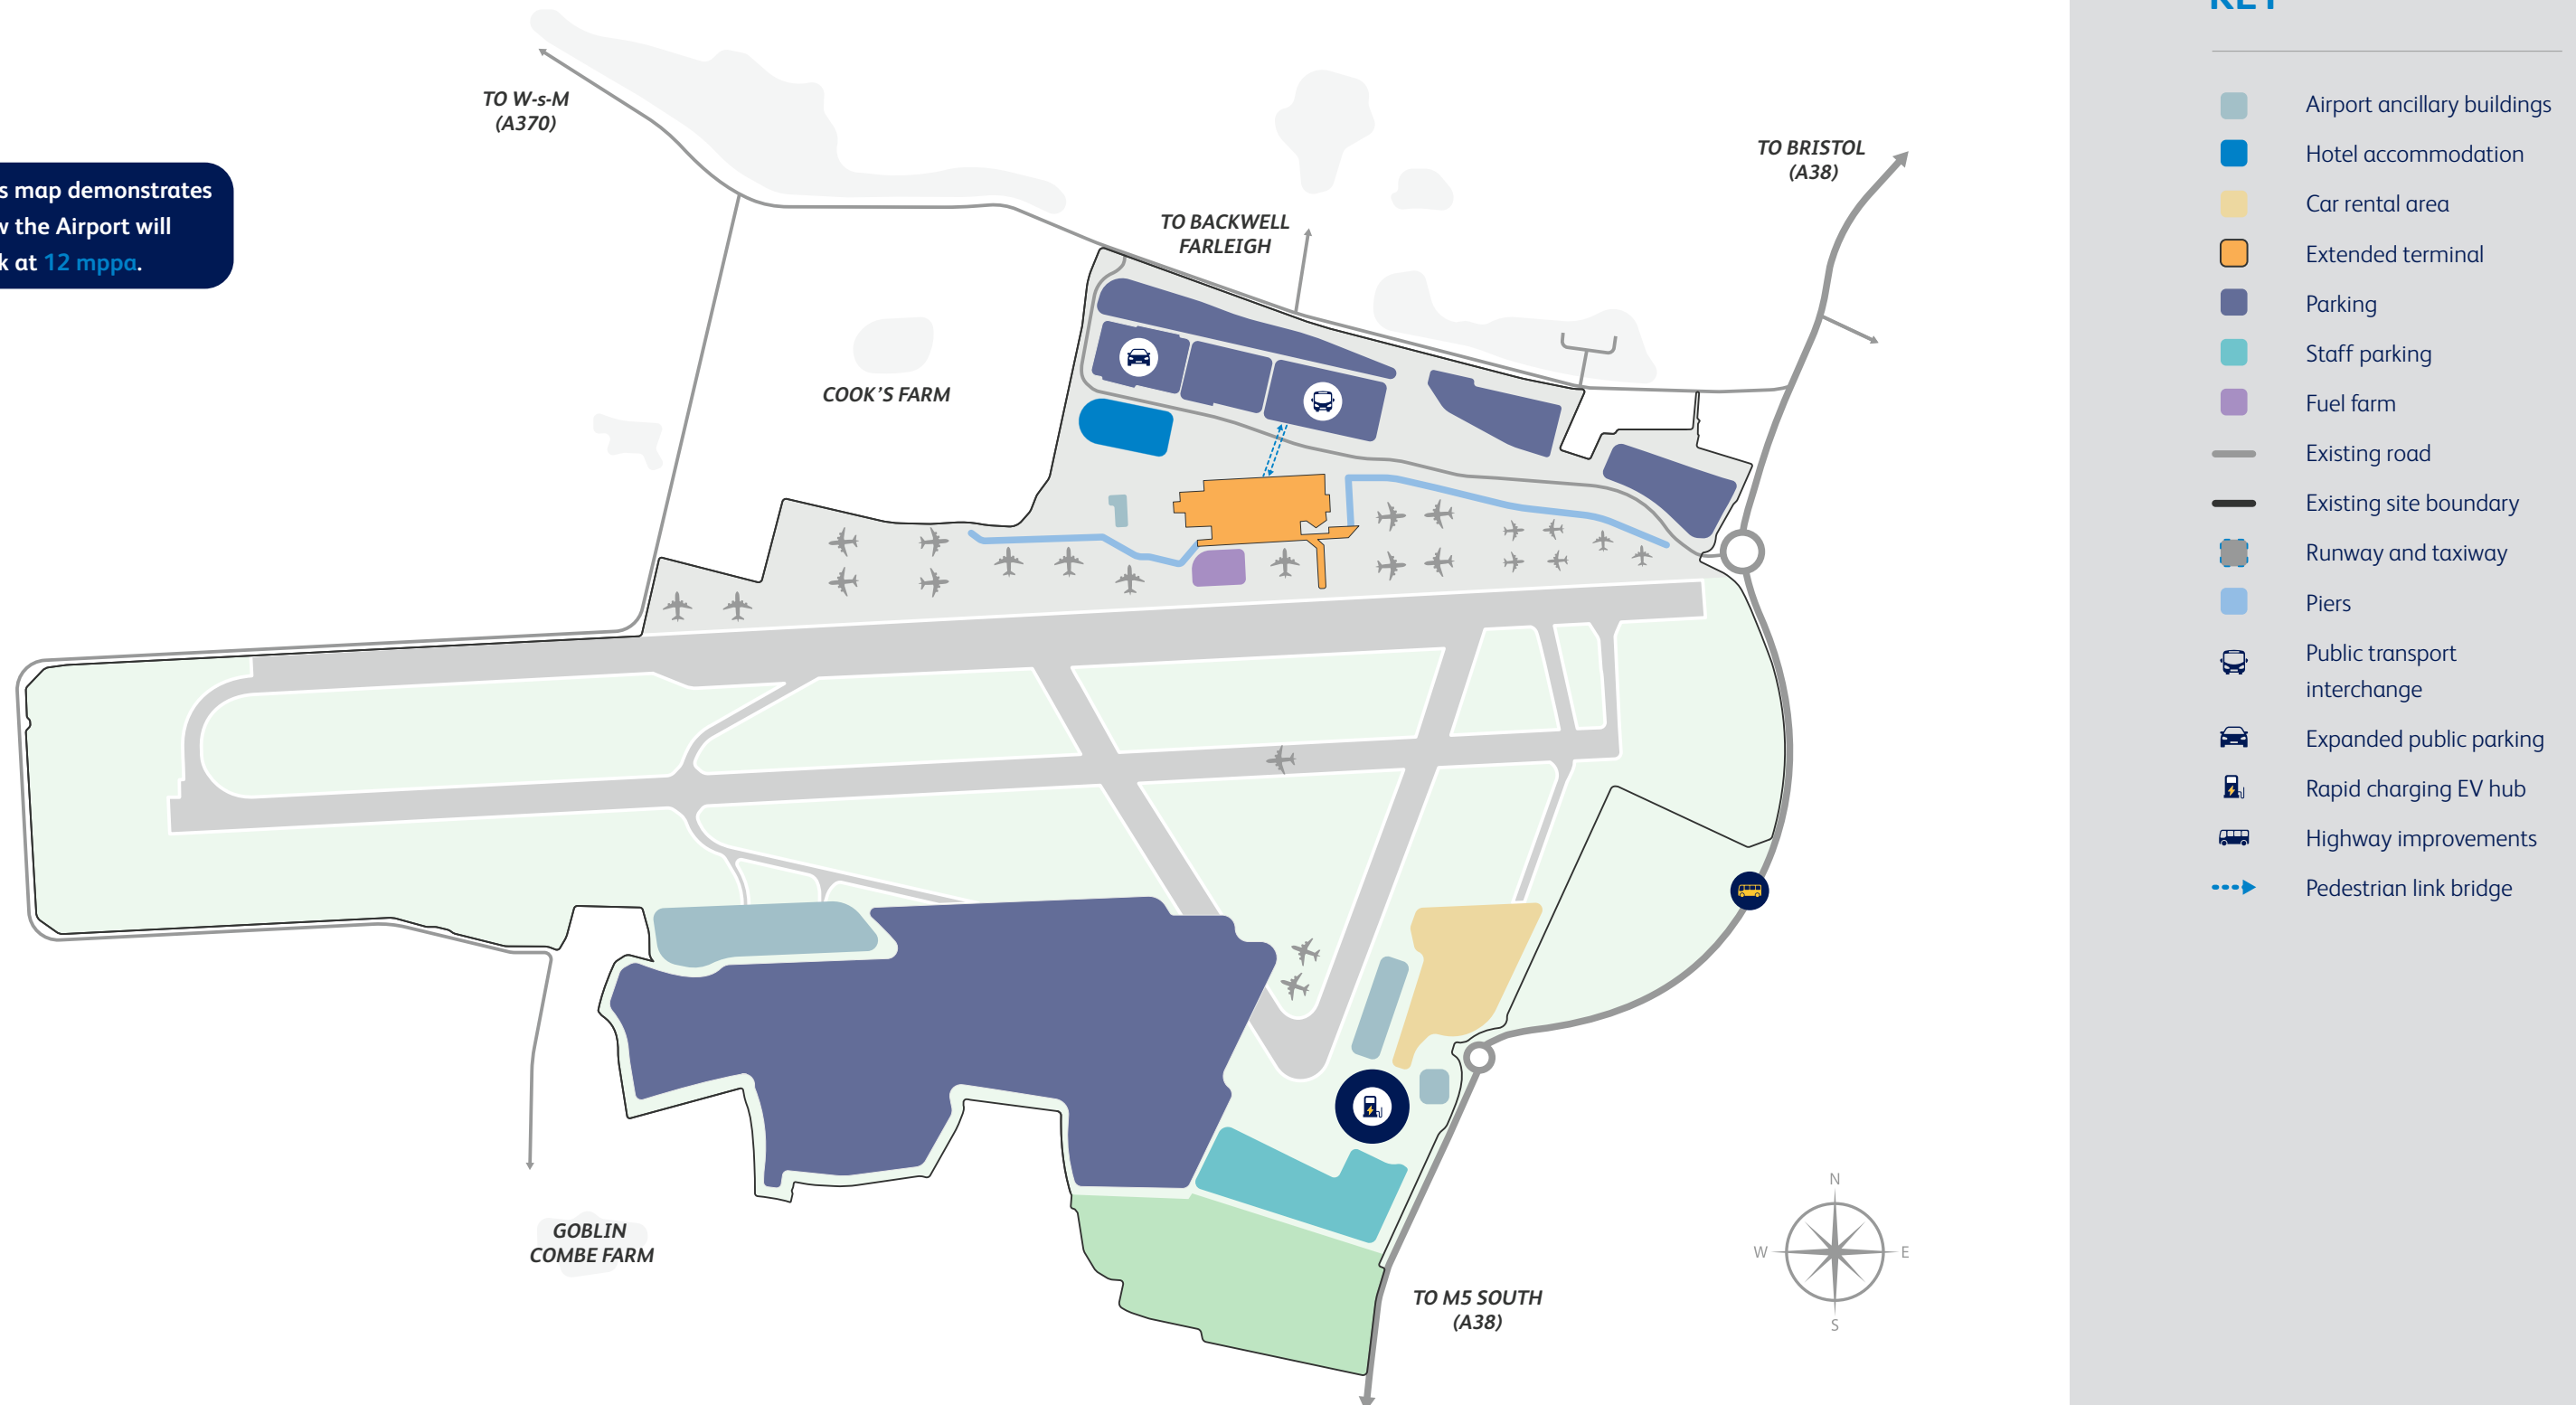 TO W-s-M
(A370)
map demonstrates
the Airport will
at 12 mppa.
TO BACKWELL
FARLEIGH
TO BRISTOL
(A38)
COOK'S FARM
GOBLIN
COMBE FARM
TO M5 SOUTH
(A38)
N
W
E
S
KEY
Airport ancillary buildings
Hotel accommodation
Car rental area
Extended terminal
Parking
Staff parking
Fuel farm
Existing road
Existing site boundary
Runway and taxiway
Piers
Public transport
interchange
Expanded public parking
Rapid charging EV hub
Highway improvements
Pedestrian link bridge